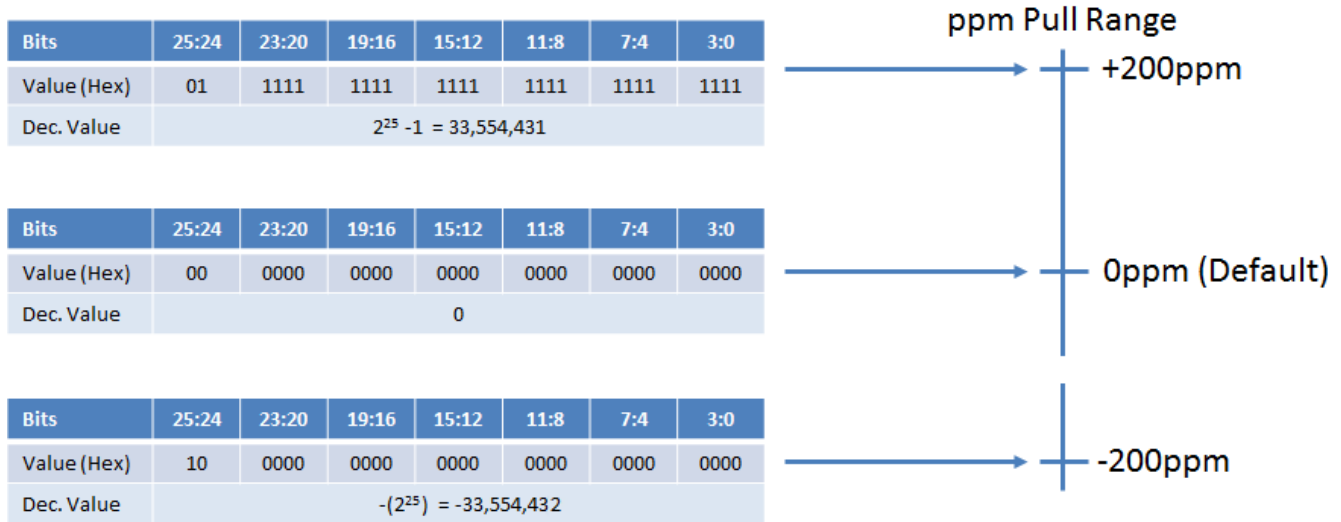 ppm Pull Range
Bits 25:24 23:20 19:16 15:12 11:8 7:4 3:0
Value (Hex) 01 1111 1111 1111 1111 1111 1111
Dec. Value 2²⁵ -1 = 33,554,431
+200ppm
Bits 25:24 23:20 19:16 15:12 11:8 7:4 3:0
Value (Hex) 00 0000 0000 0000 0000 0000 0000
Dec. Value 0
0ppm (Default)
Bits 25:24 23:20 19:16 15:12 11:8 7:4 3:0
Value (Hex) 10 0000 0000 0000 0000 0000 0000
Dec. Value -(2²⁵) = -33,554,432
-200ppm